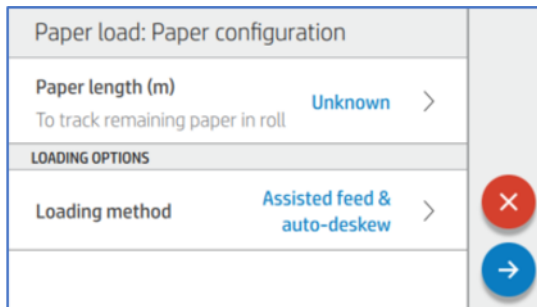 Paper load: Paper configuration
Paper length (m)
Unknown
To track remaining paper in roll
LOADING OPTIONS
Loading method
Assisted feed &
auto-deskew